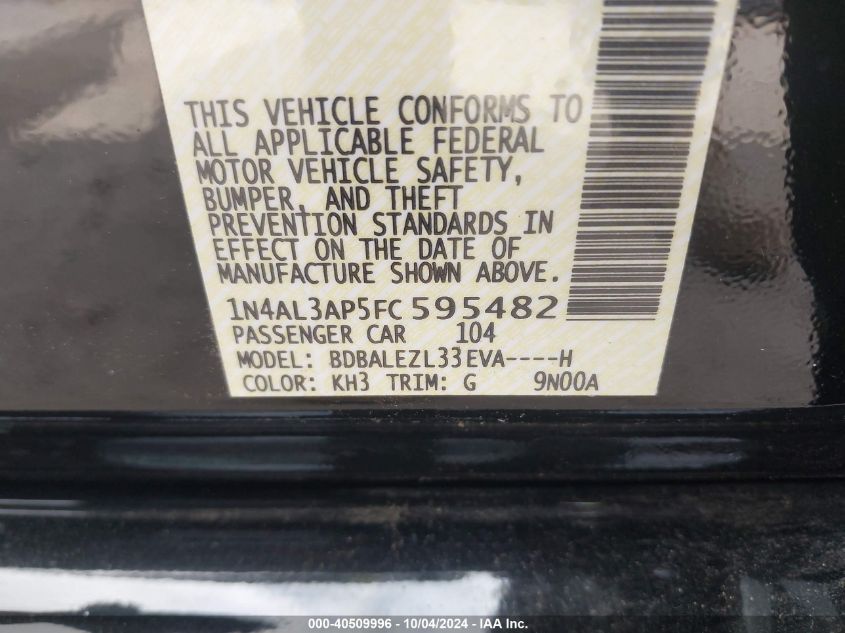 THIS VEHICLE CONFORMS TO
ALL APPLICABLE FEDERAL
MOTOR VEHICLE SAFETY,
BUMPER, AND THEFT
PREVENTION STANDARDS IN
EFFECT ON THE DATE OF
MANUFACTURE SHOWN ABOVE.
1N4AL3AP5FC595482
PASSENGER CAR 104
MODEL: BDBALEZL33EVA----H
COLOR: KH3 TRIM: G 9N00A
000-40509996 - 10/04/2024 - IAA Inc.